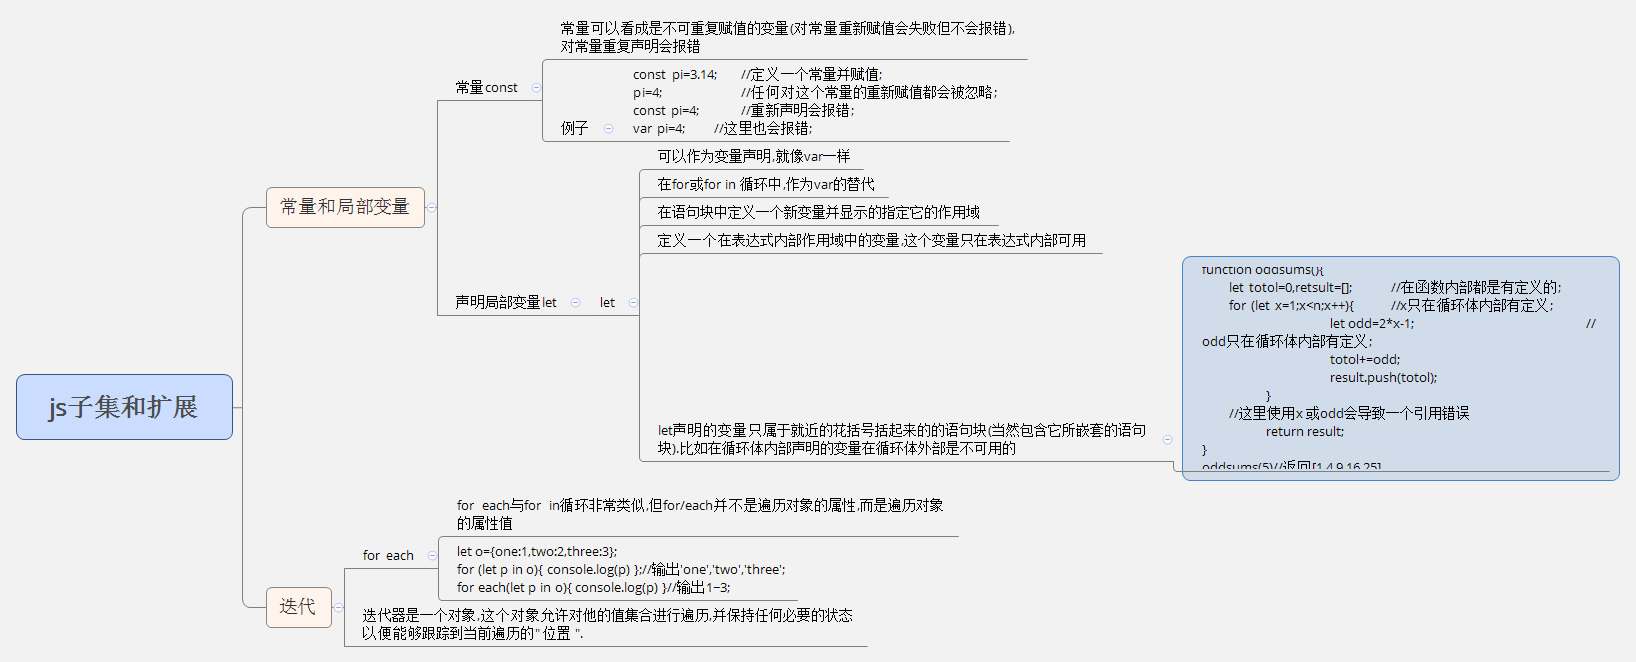 js子集和扩展
常量和局部变量
常量const
常量可以看成是不可重复赋值的变量(对常量重新赋值会失败但不会报错),
对常量重复声明会报错
例子
const pi=3.14; //定义一个常量并赋值;
pi=4; //任何对这个常量的重新赋值都会被忽略;
const pi=4; //重新声明会报错;
var pi=4; //这里也会报错;
声明局部变量let
let
可以作为变量声明,就像var一样
在for或for in 循环中,作为var的替代
在语句块中定义一个新变量并显示的指定它的作用域
定义一个在表达式内部作用域中的变量,这个变量只在表达式内部可用
let声明的变量只属于就近的花括号括起来的的语句块(当然包含它所嵌套的语句
块).比如在循环体内部声明的变量在循环体外部是不可用的
function oddsums(){
let totol=0,retsult=[]; //在函数内部都是有定义的;
for (let x=1;x<n;x++){ //x只在循环体内部有定义;
let odd=2*x-1; //
odd只在循环体内部有定义;
totol+=odd;
result.push(totol);
}
//这里使用x 或odd会导致一个引用错误
return result;
}
oddsums(5)//返回[1,4,9,16,25]
迭代
for each
for each与for in循环非常类似,但for/each并不是遍历对象的属性,而是遍历对象
的属性值
let o={one:1,two:2,three:3};
for (let p in o){ console.log(p) };//输出'one','two','three';
for each(let p in o){ console.log(p) }//输出1~3;
迭代器是一个对象,这个对象允许对他的值集合进行遍历,并保持任何必要的状态
以便能够跟踪到当前遍历的" 位置 ".